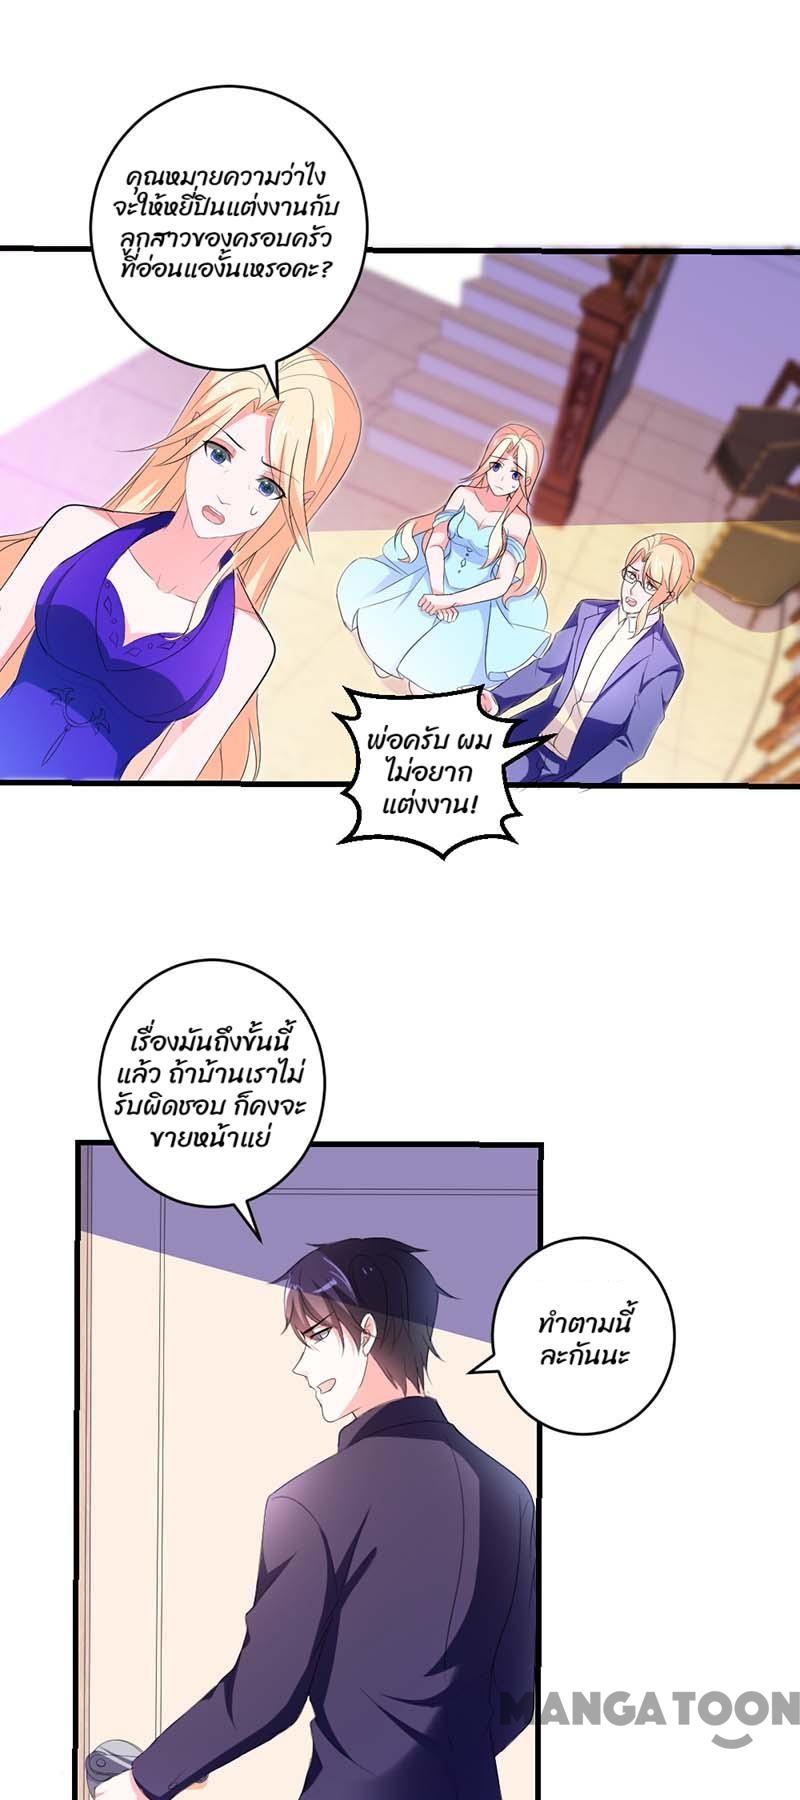 คุณหมายความว่าไง
จะให้หยี่ปินแต่งงานกับ
ลูกสาวของครอบครัว
ที่อ่อนแองั้นเหรอคะ?
พ่อครับ ผม
ไม่อยาก
แต่งงาน!
เรื่องมันถึงขั้นนี้
แล้ว ถ้าบ้านเราไม่
รับผิดชอบ ก็คงจะ
ขายหน้าแย่
ทำตามนี้
ละกันนะ
MANGATOON